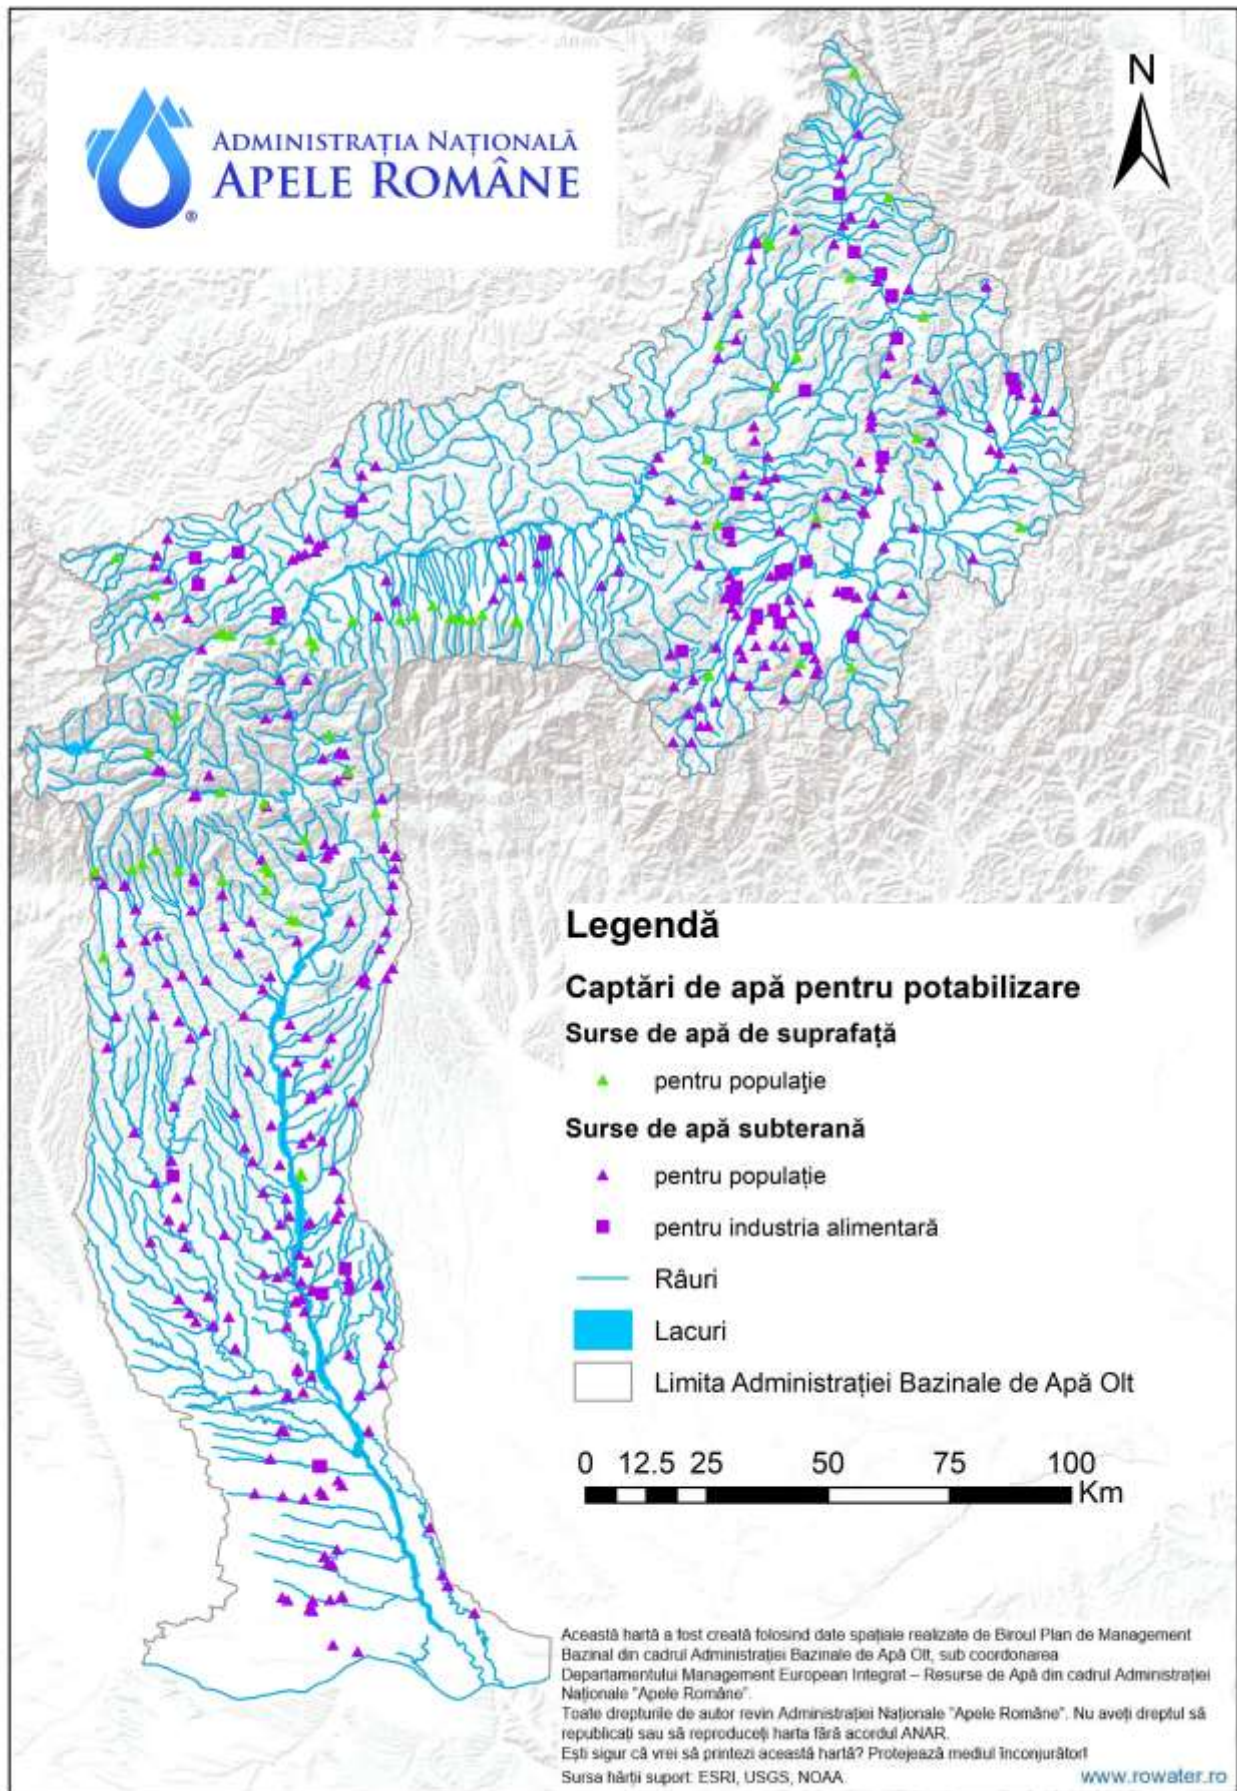 ADMINISTRAȚIA NAȚIONALĂ
APELE ROMÂNE
®
N
Legendă
Captări de apă pentru potabilizare
Surse de apă de suprafață
pentru populație
Surse de apă subterană
pentru populație
pentru industria alimentară
Râuri
Lacuri
Limita Administrației Bazinale de Apă Olt
0 12.5 25 50 75 100
Km
Această hartă a fost creată folosind date spațiale realizate de Biroul Plan de Management
Bazinal din cadrul Administrației Bazinale de Apă Olt, sub coordonarea
Departamentului Management European Integrat – Resurse de Apă din cadrul Administrației
Naționale "Apele Române".
Toate drepturile de autor revin Administrației Naționale "Apele Române". Nu aveți dreptul să
republicați sau să reproduceți harta fără acordul ANAR.
Ești sigur că vrei să printezi această hartă? Protejează mediul înconjurător!
Sursa hărții suport: ESRI, USGS, NOAA
www.rowater.ro